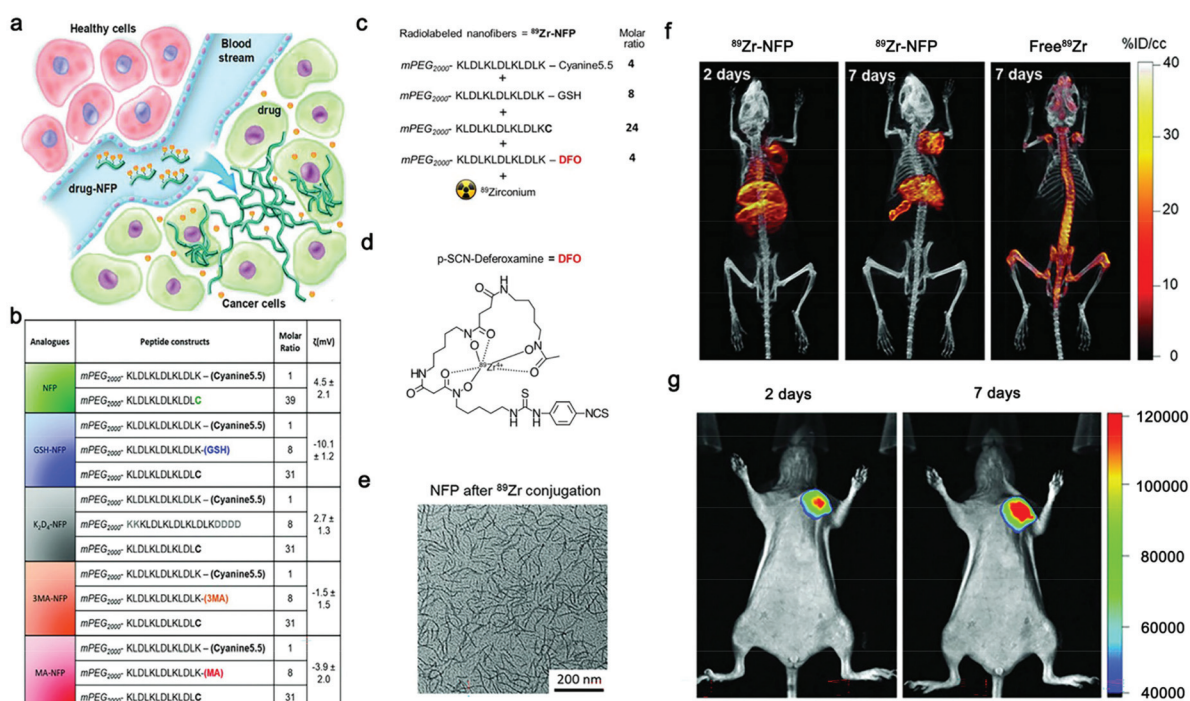 a
Healthy cells
Blood
stream
drug
drug-NFP
Cancer cells
b
Analogues Peptide constructs Molar
Ratio ζ(mV)
NFP
mPEG2000- KLDLKLDLKLDLK – (Cyanine5.5) 1
mPEG2000- KLDLKLDLKLDLC 39
4.5 ±
2.1
GSH-NFP
mPEG2000- KLDLKLDLKLDLK – (Cyanine5.5) 1
mPEG2000- KLDLKLDLKLDLK-(GSH) 8
mPEG2000- KLDLKLDLKLDLC 31
-10.1
± 1.2
K2D4-NFP
mPEG2000- KLDLKLDLKLDLK – (Cyanine5.5) 1
mPEG2000- KKKLDLKLDLKLDLKDDDD 8
mPEG2000- KLDLKLDLKLDLC 31
2.7 ±
1.3
3MA-NFP
mPEG2000- KLDLKLDLKLDLK – (Cyanine5.5) 1
mPEG2000- KLDLKLDLKLDLK-(3MA) 8
mPEG2000- KLDLKLDLKLDLC 31
-1.5 ±
1.5
MA-NFP
mPEG2000- KLDLKLDLKLDLK – (Cyanine5.5) 1
mPEG2000- KLDLKLDLKLDLK-(MA) 8
mPEG2000- KLDLKLDLKLDLC 31
-3.9 ±
2.0
c
Radiolabeled nanofibers = 89Zr-NFP Molar
ratio
mPEG2000- KLDLKLDLKLDLK – Cyanine5.5 4
+
mPEG2000- KLDLKLDLKLDLK – GSH 8
+
mPEG2000- KLDLKLDLKLDLKC 24
+
mPEG2000- KLDLKLDLKLDLK – DFO 4
+
89Zirconium
d
p-SCN-Deferoxamine = DFO
NH
O
O
N
O
O
N
O
89Zr4+
O
HN
O
O
O
N
S
N
H
N
H
NCS
e
NFP after 89Zr conjugation
200 nm
f
89Zr-NFP 89Zr-NFP Free89Zr %ID/cc
2 days 7 days 7 days
40
30
20
10
0
g
2 days 7 days
120000
100000
80000
60000
40000